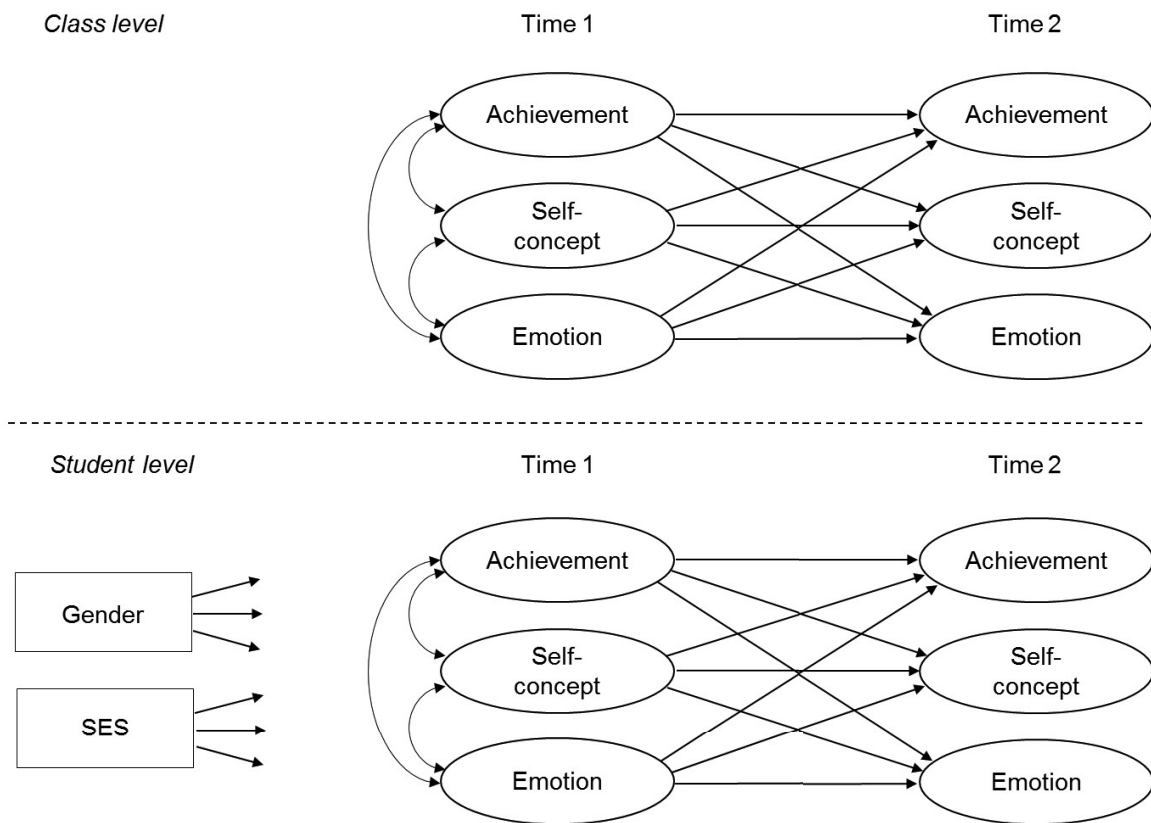 Class level
Time 1
Time 2
Achievement
Achievement
Self-
concept
Self-
concept
Emotion
Emotion
Student level
Time 1
Time 2
Achievement
Achievement
Gender
Self-
concept
Self-
concept
SES
Emotion
Emotion